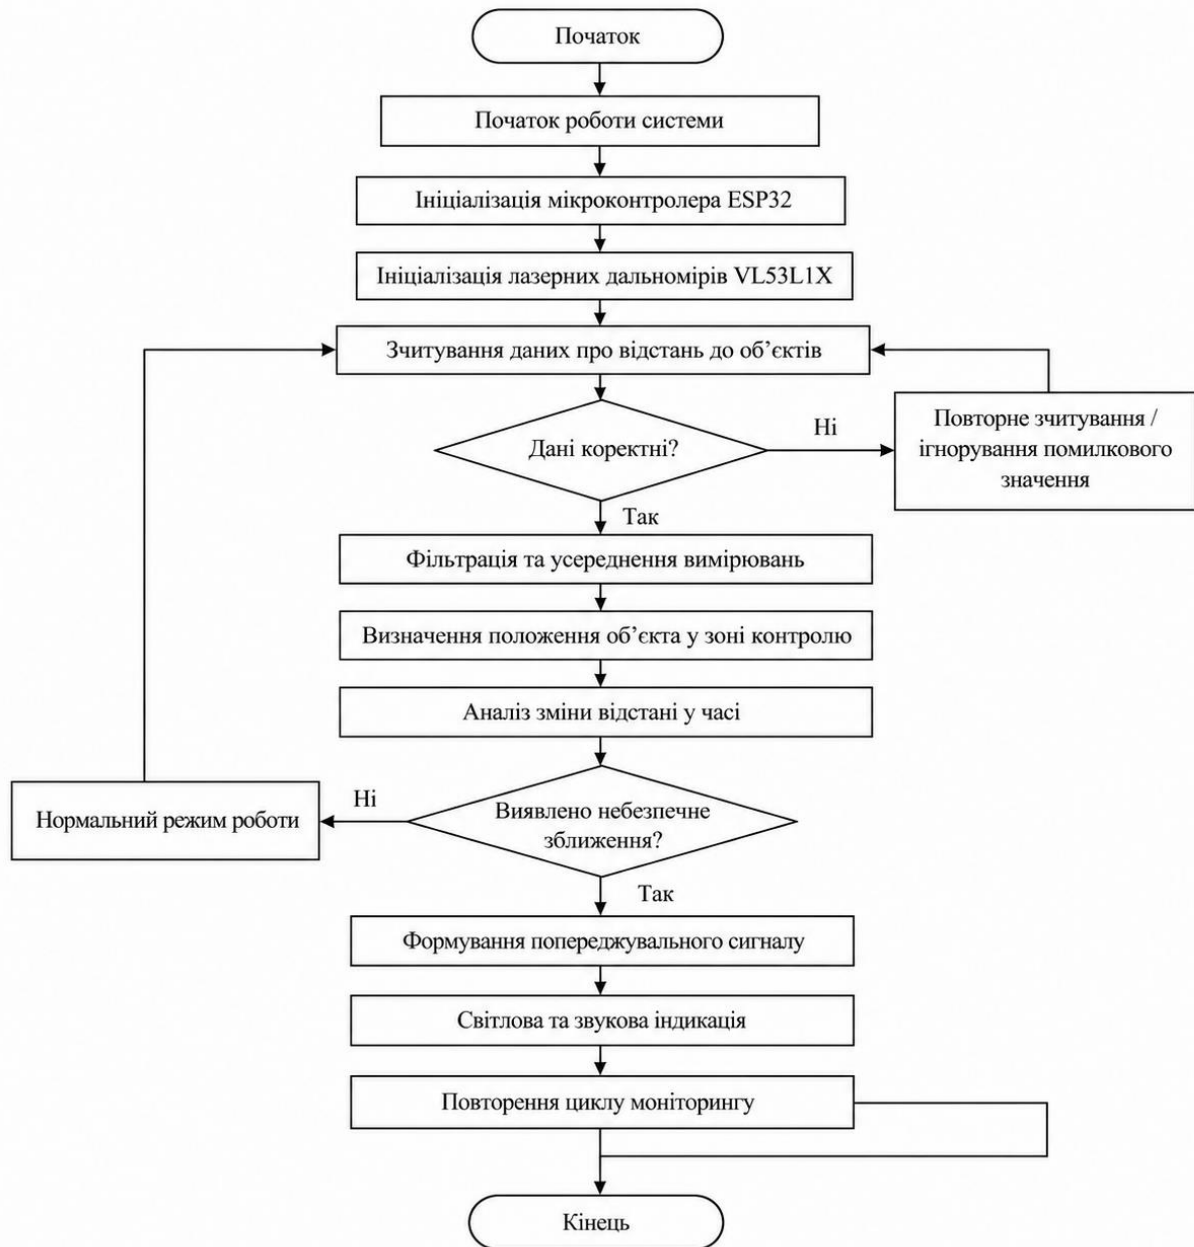 Початок
Початок роботи системи
Ініціалізація мікроконтролера ESP32
Ініціалізація лазерних дальномірів VL53L1X
Зчитування даних про відстань до об’єктів
Дані коректні?
Ні
Повторне зчитування /
ігнорування помилкового
значення
Так
Фільтрація та усереднення вимірювань
Визначення положення об’єкта у зоні контролю
Аналіз зміни відстані у часі
Виявлено небезпечне
зближення?
Ні
Нормальний режим роботи
Так
Формування попереджувального сигналу
Світлова та звукова індикація
Повторення циклу моніторингу
Кінець